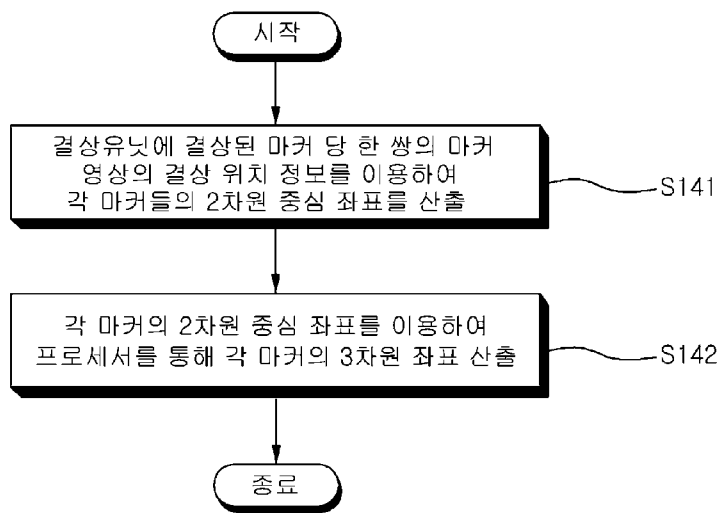 시작
결상유닛에 결상된 마커 당 한 쌍의 마커
영상의 결상 위치 정보를 이용하여
각 마커들의 2차원 중심 좌표를 산출
S141
각 마커의 2차원 중심 좌표를 이용하여
프로세서를 통해 각 마커의 3차원 좌표 산출
S142
종료